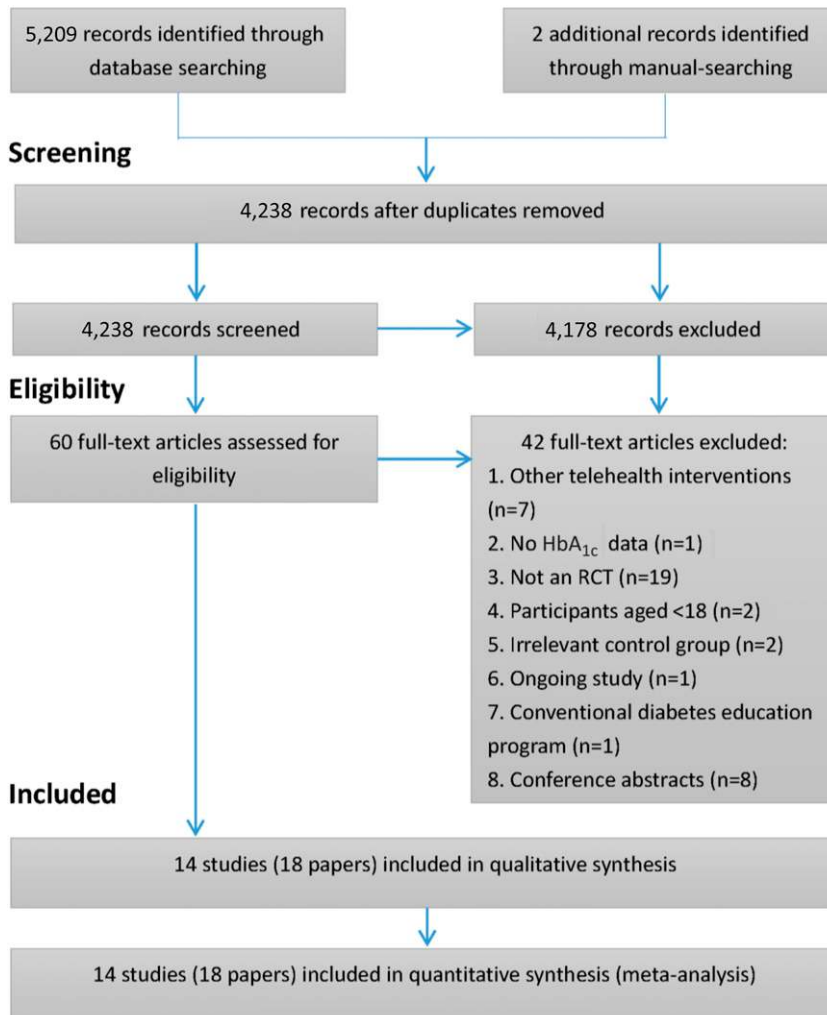 5,209 records identified through
database searching
2 additional records identified
through manual-searching
Screening
4,238 records after duplicates removed
4,238 records screened
4,178 records excluded
Eligibility
60 full-text articles assessed for
eligibility
42 full-text articles excluded:
1. Other telehealth interventions
(n=7)
2. No HbA1c data (n=1)
3. Not an RCT (n=19)
4. Participants aged <18 (n=2)
5. Irrelevant control group (n=2)
6. Ongoing study (n=1)
7. Conventional diabetes education
program (n=1)
8. Conference abstracts (n=8)
Included
14 studies (18 papers) included in qualitative synthesis
14 studies (18 papers) included in quantitative synthesis (meta-analysis)